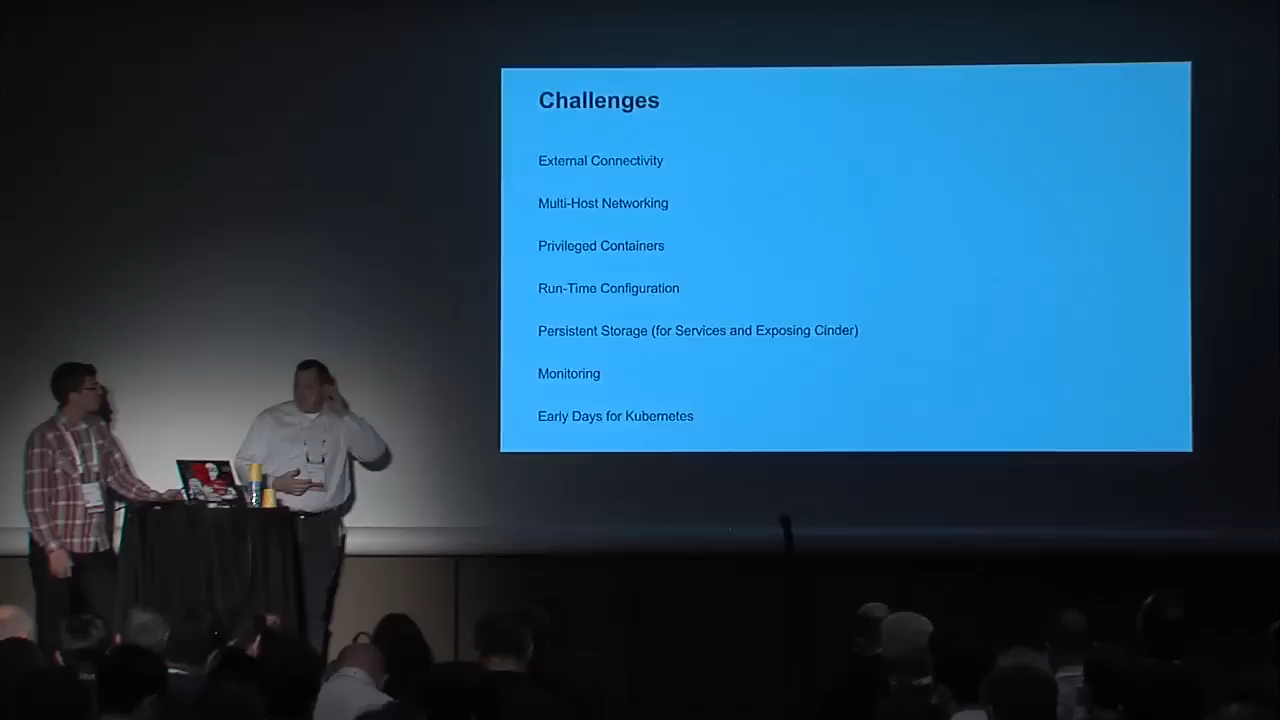 Challenges
External Connectivity
Multi-Host Networking
Privileged Containers
Run-Time Configuration
Persistent Storage (for Services and Exposing Cinder)
Monitoring
Early Days for Kubernetes